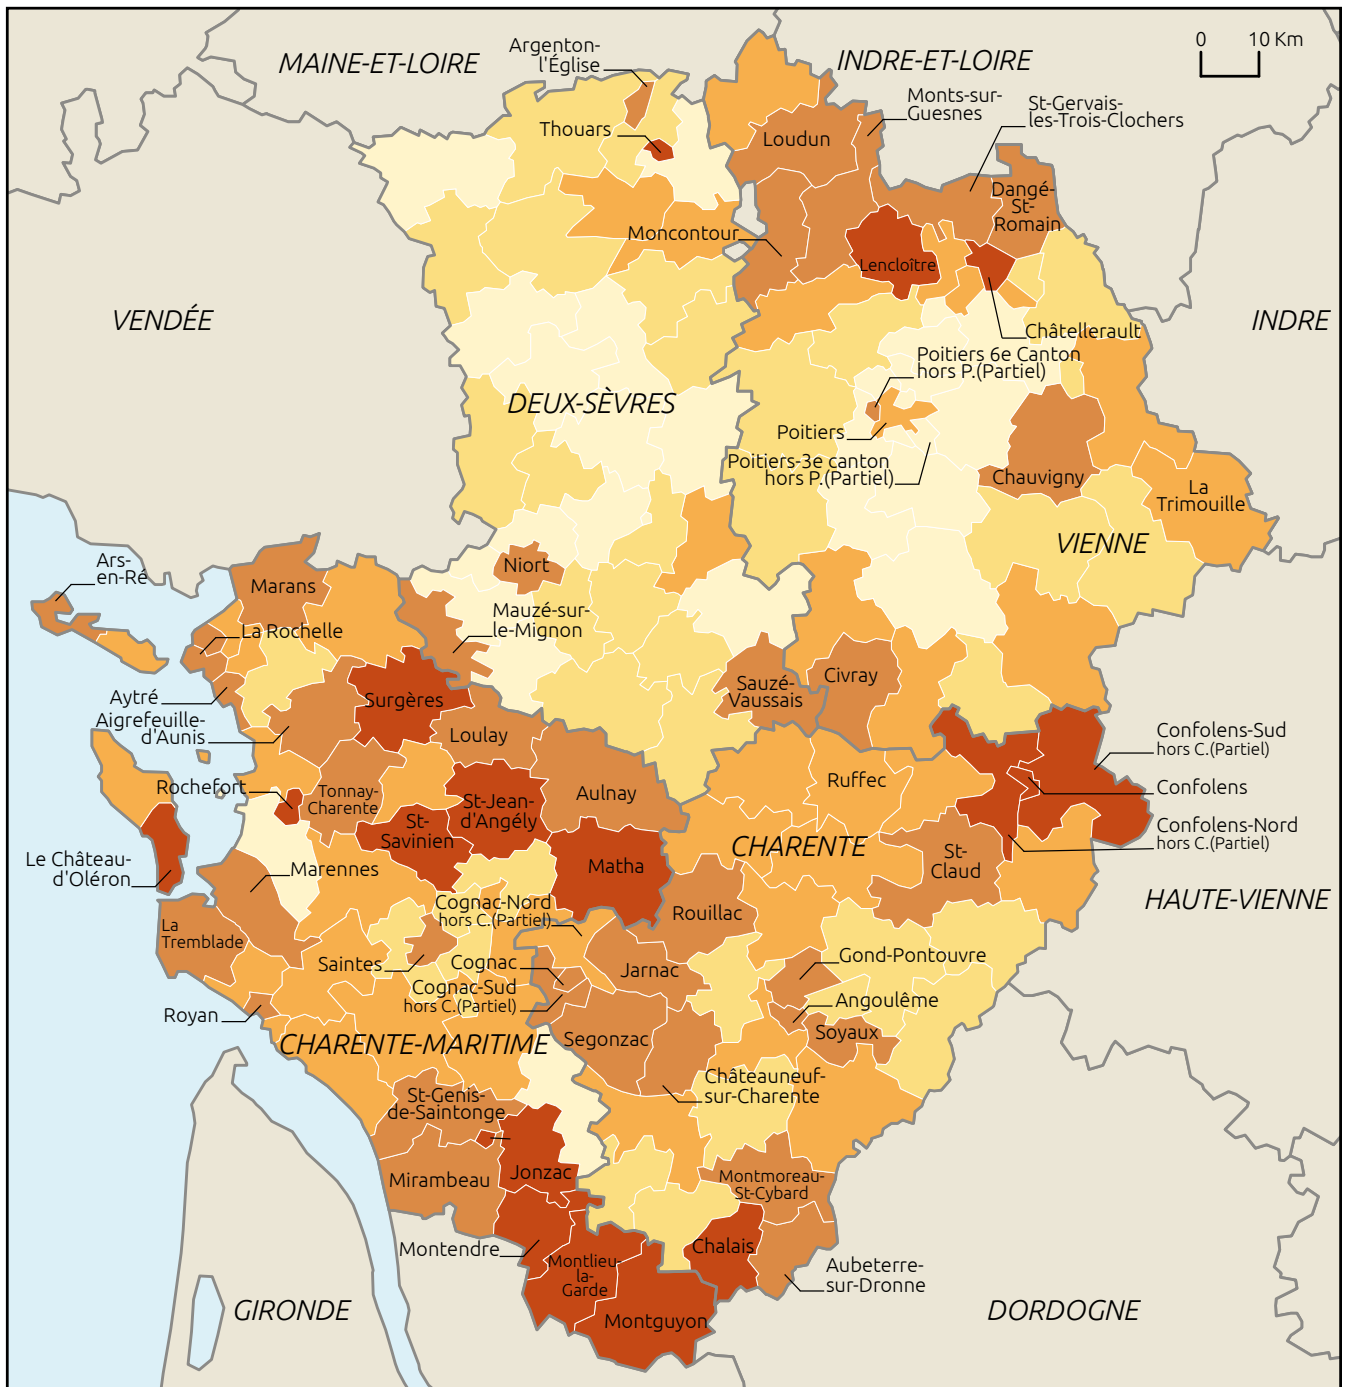 MAINE-ET-LOIRE
Argenton-
l'Église
INDRE-ET-LOIRE
0 10 Km
Monts-sur-
Guesnes
St-Gervais-
les-Trois-Clochers
Thouars
Loudun
Dangé-
St-
Romain
Moncontour
Lencloître
VENDÉE
INDRE
Châtellerault
Poitiers 6e Canton
hors P.(Partiel)
DEUX-SÈVRES
Poitiers
Poitiers-3e canton
hors P.(Partiel)
Chauvigny
La
Trimouille
VIENNE
Ars-
en-Ré
Marans
Niort
Mauzé-sur-
le-Mignon
La Rochelle
Aytré
Aigrefeuille-
d'Aunis
Surgères
Sauzé-
Vaussais
Civray
Loulay
Confolens-Sud
hors C.(Partiel)
Rochefort
Tonnay-
Charente
St-Jean-
d'Angély
Aulnay
Ruffec
Confolens
St-
Savinien
Confolens-Nord
hors C.(Partiel)
CHARENTE
Le Château-
d'Oléron
Marennes
Matha
St-
Claud
HAUTE-VIENNE
La
Tremblade
Cognac-Nord
hors C.(Partiel)
Rouillac
Saintes
Cognac
Jarnac
Gond-Pontouvre
Cognac-Sud
hors C.(Partiel)
Angoulême
Royan
Soyaux
CHARENTE-MARITIME
Segonzac
Châteauneuf-
sur-Charente
St-Genis-
de-Saintonge
Mirambeau
Jonzac
Montmoreau-
St-Cybard
Montendre
Chalais
Montlieu-
la-
Garde
Aubeterre-
sur-Dronne
GIRONDE
Montguyon
DORDOGNE